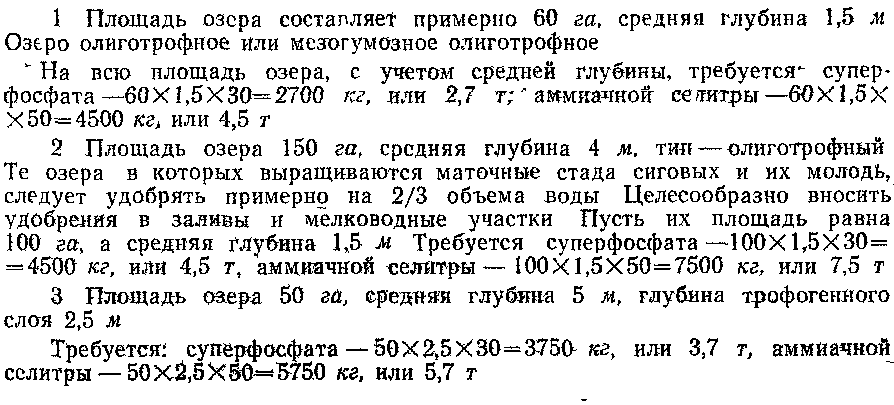 1 Площадь озера составляет примерно 60 га, средняя глубина 1,5 м
Озеро олиготрофное или мезогумозное олиготрофное
На всю площадь озера, с учетом средней глубины, требуется супер-
фосфата —60×1,5×30=2700 кг, или 2,7 т; аммиачной селитры —60×1,5×
×50=4500 кг, или 4,5 т
2 Площадь озера 150 га, средняя глубина 4 м, тип — олиготрофный
Те озера в которых выращиваются маточные стада сиговых и их молодь,
следует удобрять примерно на 2/3 объема воды Целесообразно вносить
удобрения в заливы и мелководные участки Пусть их площадь равна
100 га, а средняя глубина 1,5 м Требуется суперфосфата —100×1,5×30=
=4500 кг, или 4,5 т, аммиачной селитры — 100×1,5×50=7500 кг, или 7,5 т
3 Площадь озера 50 га, средняя глубина 5 м, глубина трофогенного
слоя 2,5 м
Требуется: суперфосфата — 50×2,5×30=3750 кг, или 3,7 т, аммиачной
селитры — 50×2,5×50=5750 кг, или 5,7 т